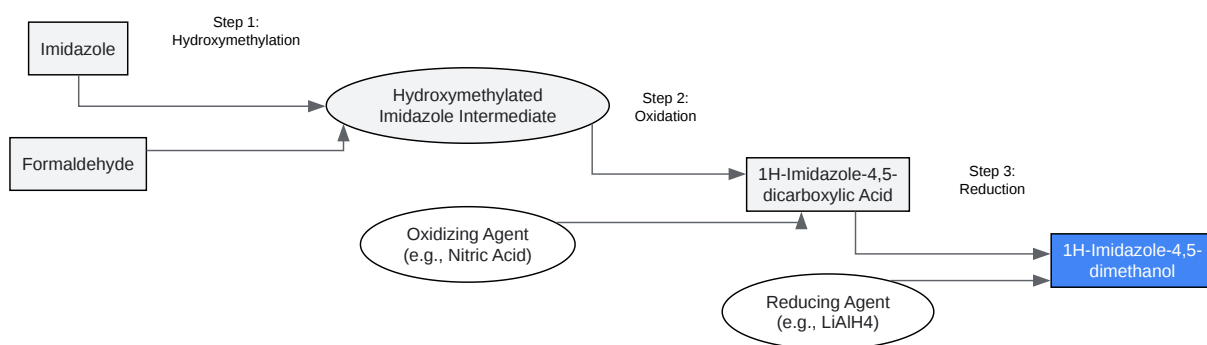 Step 1:
Hydroxymethylation
Imidazole
Hydroxymethylated
Imidazole Intermediate
Step 2:
Oxidation
Formaldehyde
1H-Imidazole-4,5-
dicarboxylic Acid
Step 3:
Reduction
Oxidizing Agent
(e.g., Nitric Acid)
1H-Imidazole-4,5-
dimethanol
Reducing Agent
(e.g., LiAlH4)